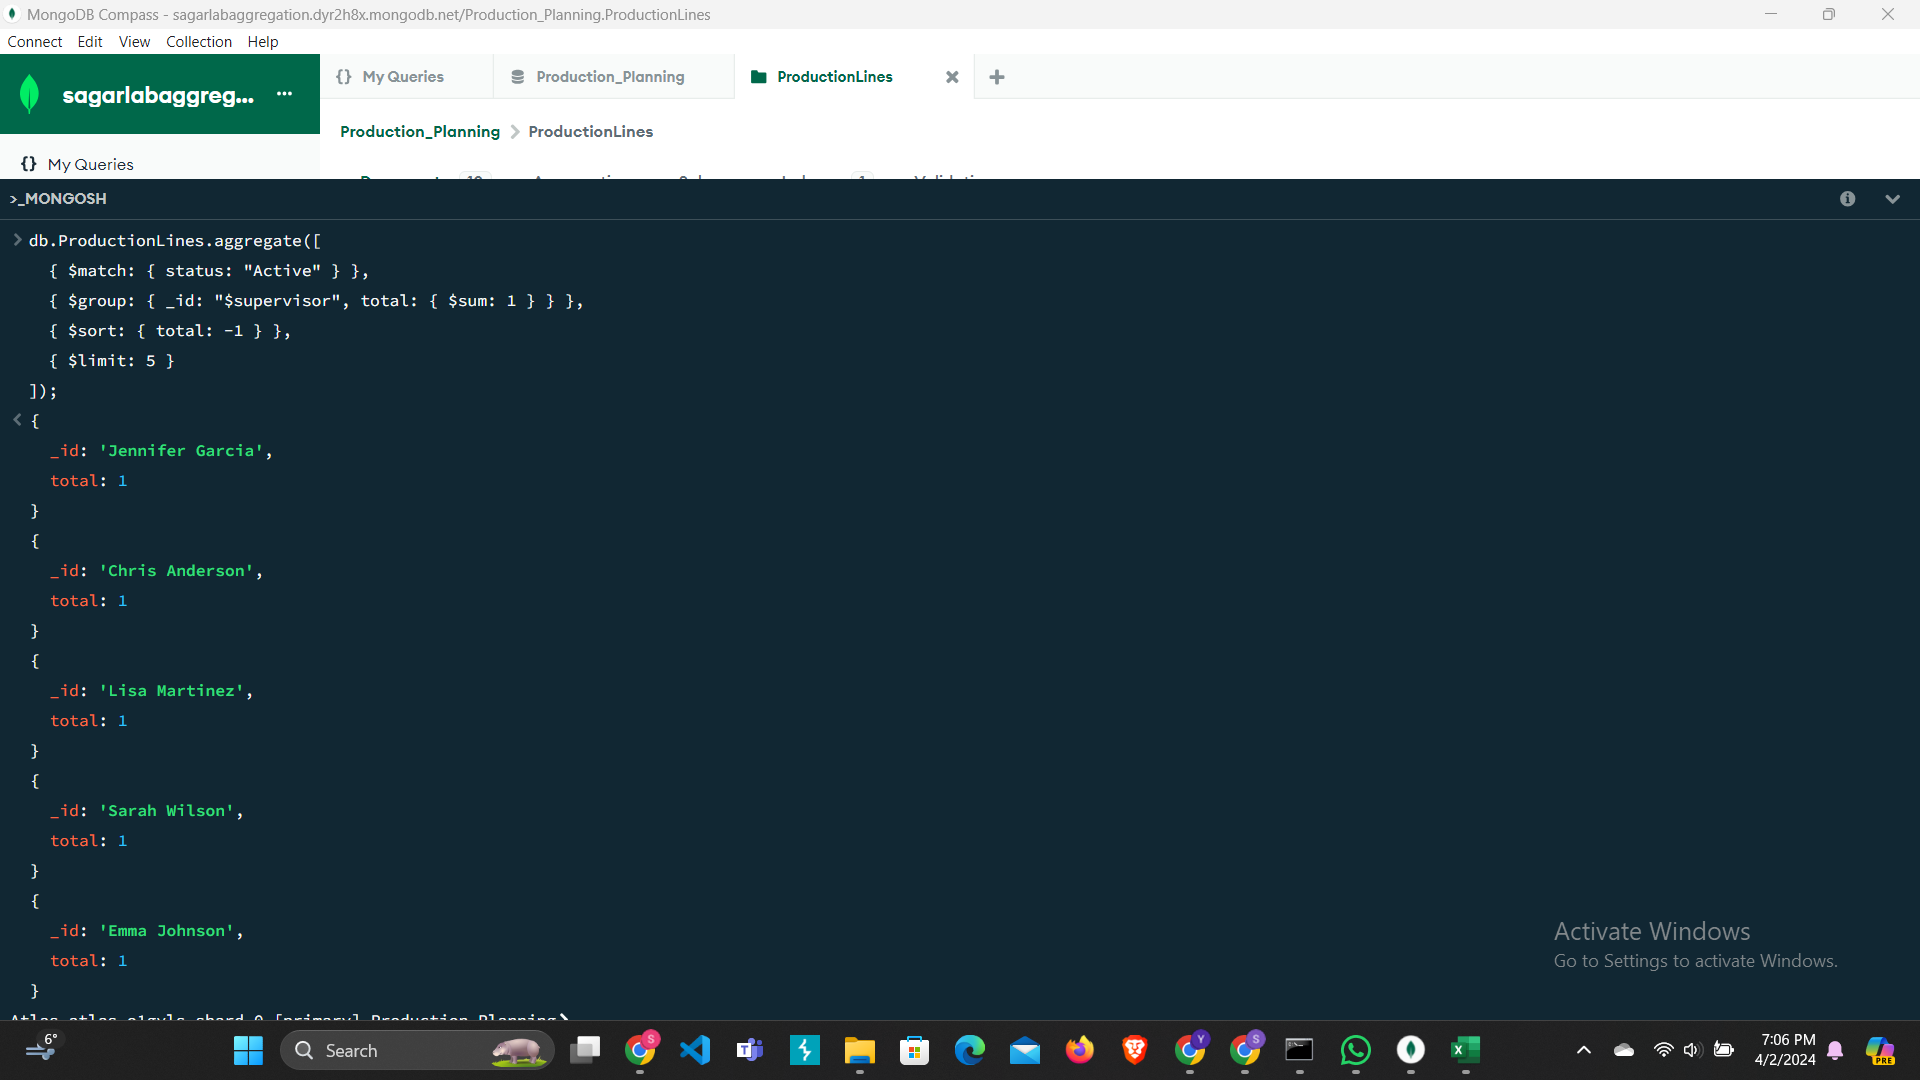 MongoDB Compass - sagarlabaggregation.dyr2h8x.mongodb.net/Production_Planning.ProductionLines
Connect Edit View Collection Help
sagarlabaggreg... ...
{} My Queries
Production_Planning
ProductionLines
Production_Planning > ProductionLines
{} My Queries
>_MONGOSH
> db.ProductionLines.aggregate([
{ $match: { status: "Active" } },
{ $group: { _id: "$supervisor", total: { $sum: 1 } } },
{ $sort: { total: -1 } },
{ $limit: 5 }
]);
< {
_id: 'Jennifer Garcia',
total: 1
}
{
_id: 'Chris Anderson',
total: 1
}
{
_id: 'Lisa Martinez',
total: 1
}
{
_id: 'Sarah Wilson',
total: 1
}
{
_id: 'Emma Johnson',
total: 1
}
Activate Windows
Go to Settings to activate Windows.
[primary] Production_Planning>
6°
Search
S
Y
S
7:06 PM
4/2/2024
PRE